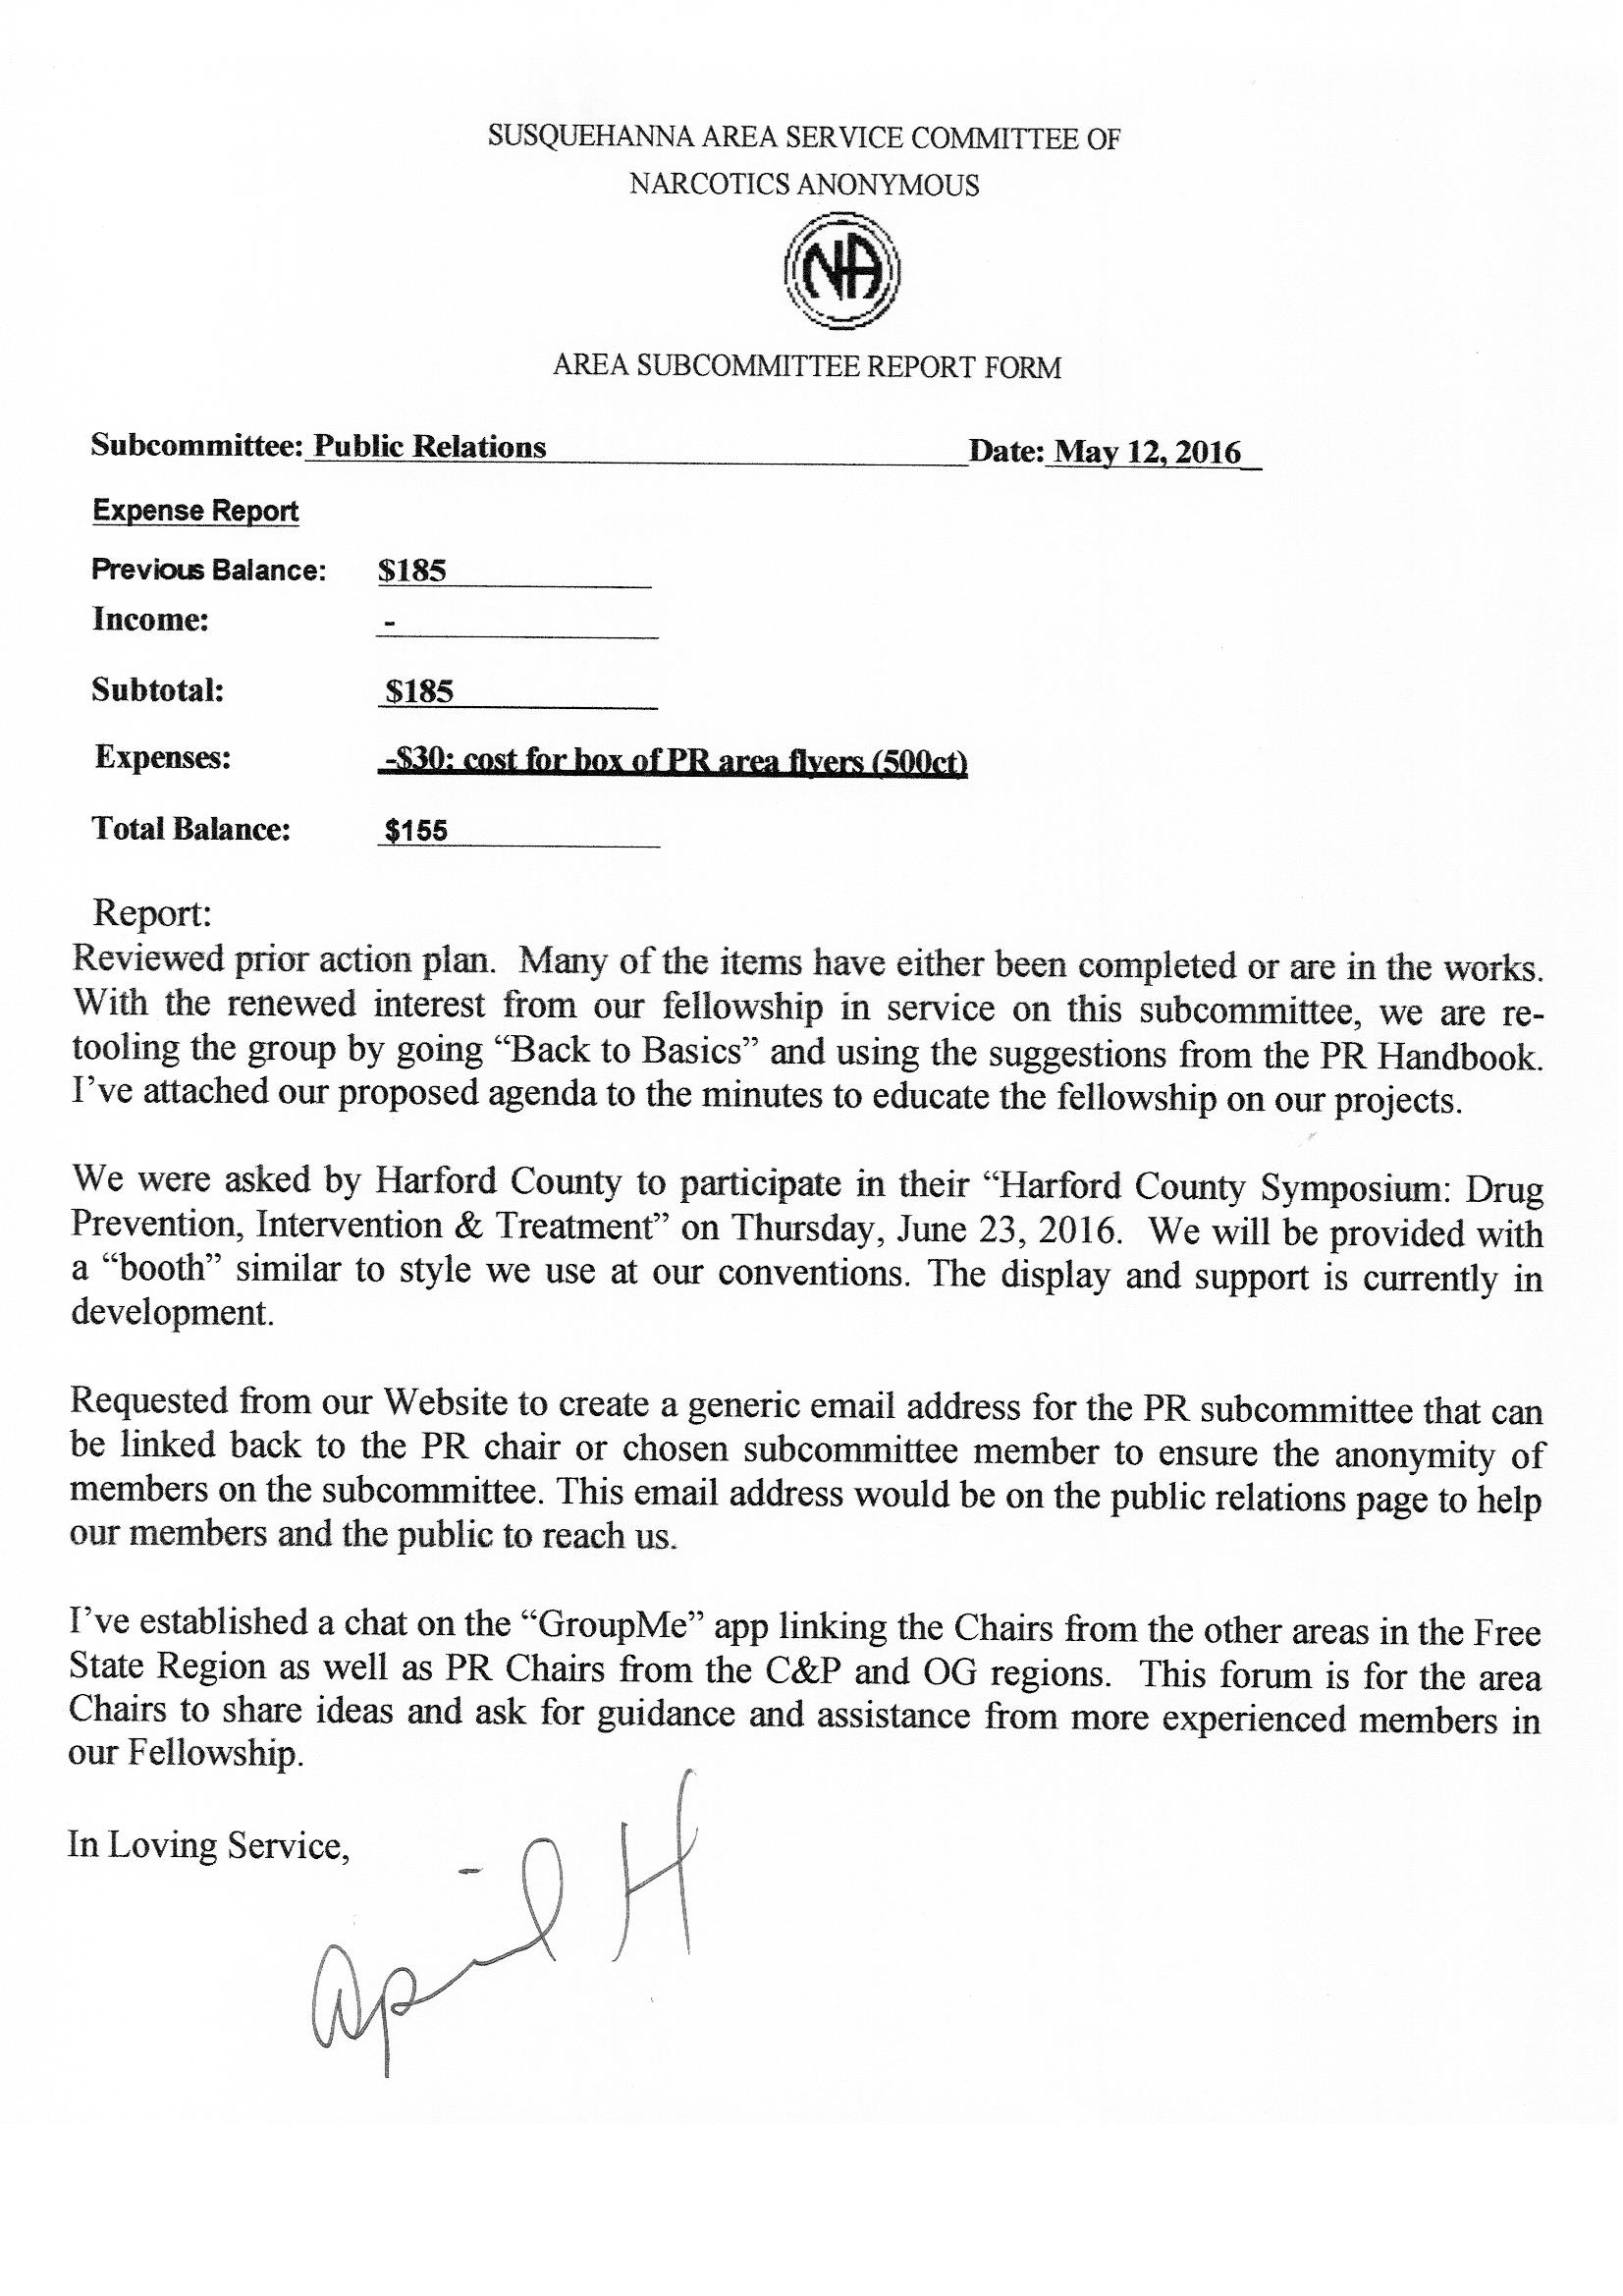 SUSQUEHANNA AREA SERVICE COMMITTEE OF
NARCOTICS ANONYMOUS
NA
AREA SUBCOMMITTEE REPORT FORM
Subcommittee: Public Relations Date: May 12, 2016
Expense Report
Previous Balance: $185
Income: -
Subtotal: $185
Expenses: -$30: cost for box of PR area flyers (500ct)
Total Balance: $155
Report:
Reviewed prior action plan. Many of the items have either been completed or are in the works.
With the renewed interest from our fellowship in service on this subcommittee, we are re-
tooling the group by going “Back to Basics” and using the suggestions from the PR Handbook.
I’ve attached our proposed agenda to the minutes to educate the fellowship on our projects.
We were asked by Harford County to participate in their “Harford County Symposium: Drug
Prevention, Intervention & Treatment” on Thursday, June 23, 2016. We will be provided with
a “booth” similar to style we use at our conventions. The display and support is currently in
development.
Requested from our Website to create a generic email address for the PR subcommittee that can
be linked back to the PR chair or chosen subcommittee member to ensure the anonymity of
members on the subcommittee. This email address would be on the public relations page to help
our members and the public to reach us.
I’ve established a chat on the “GroupMe” app linking the Chairs from the other areas in the Free
State Region as well as PR Chairs from the C&P and OG regions. This forum is for the area
Chairs to share ideas and ask for guidance and assistance from more experienced members in
our Fellowship.
In Loving Service,
April H